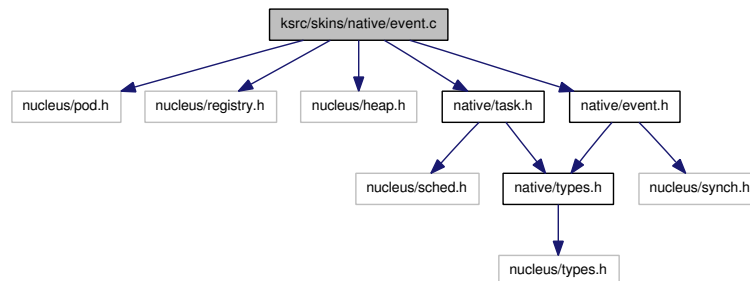 ksrc/skins/native/event.c
nucleus/pod.h
nucleus/registry.h
nucleus/heap.h
native/task.h
native/event.h
nucleus/sched.h
native/types.h
nucleus/synch.h
nucleus/types.h